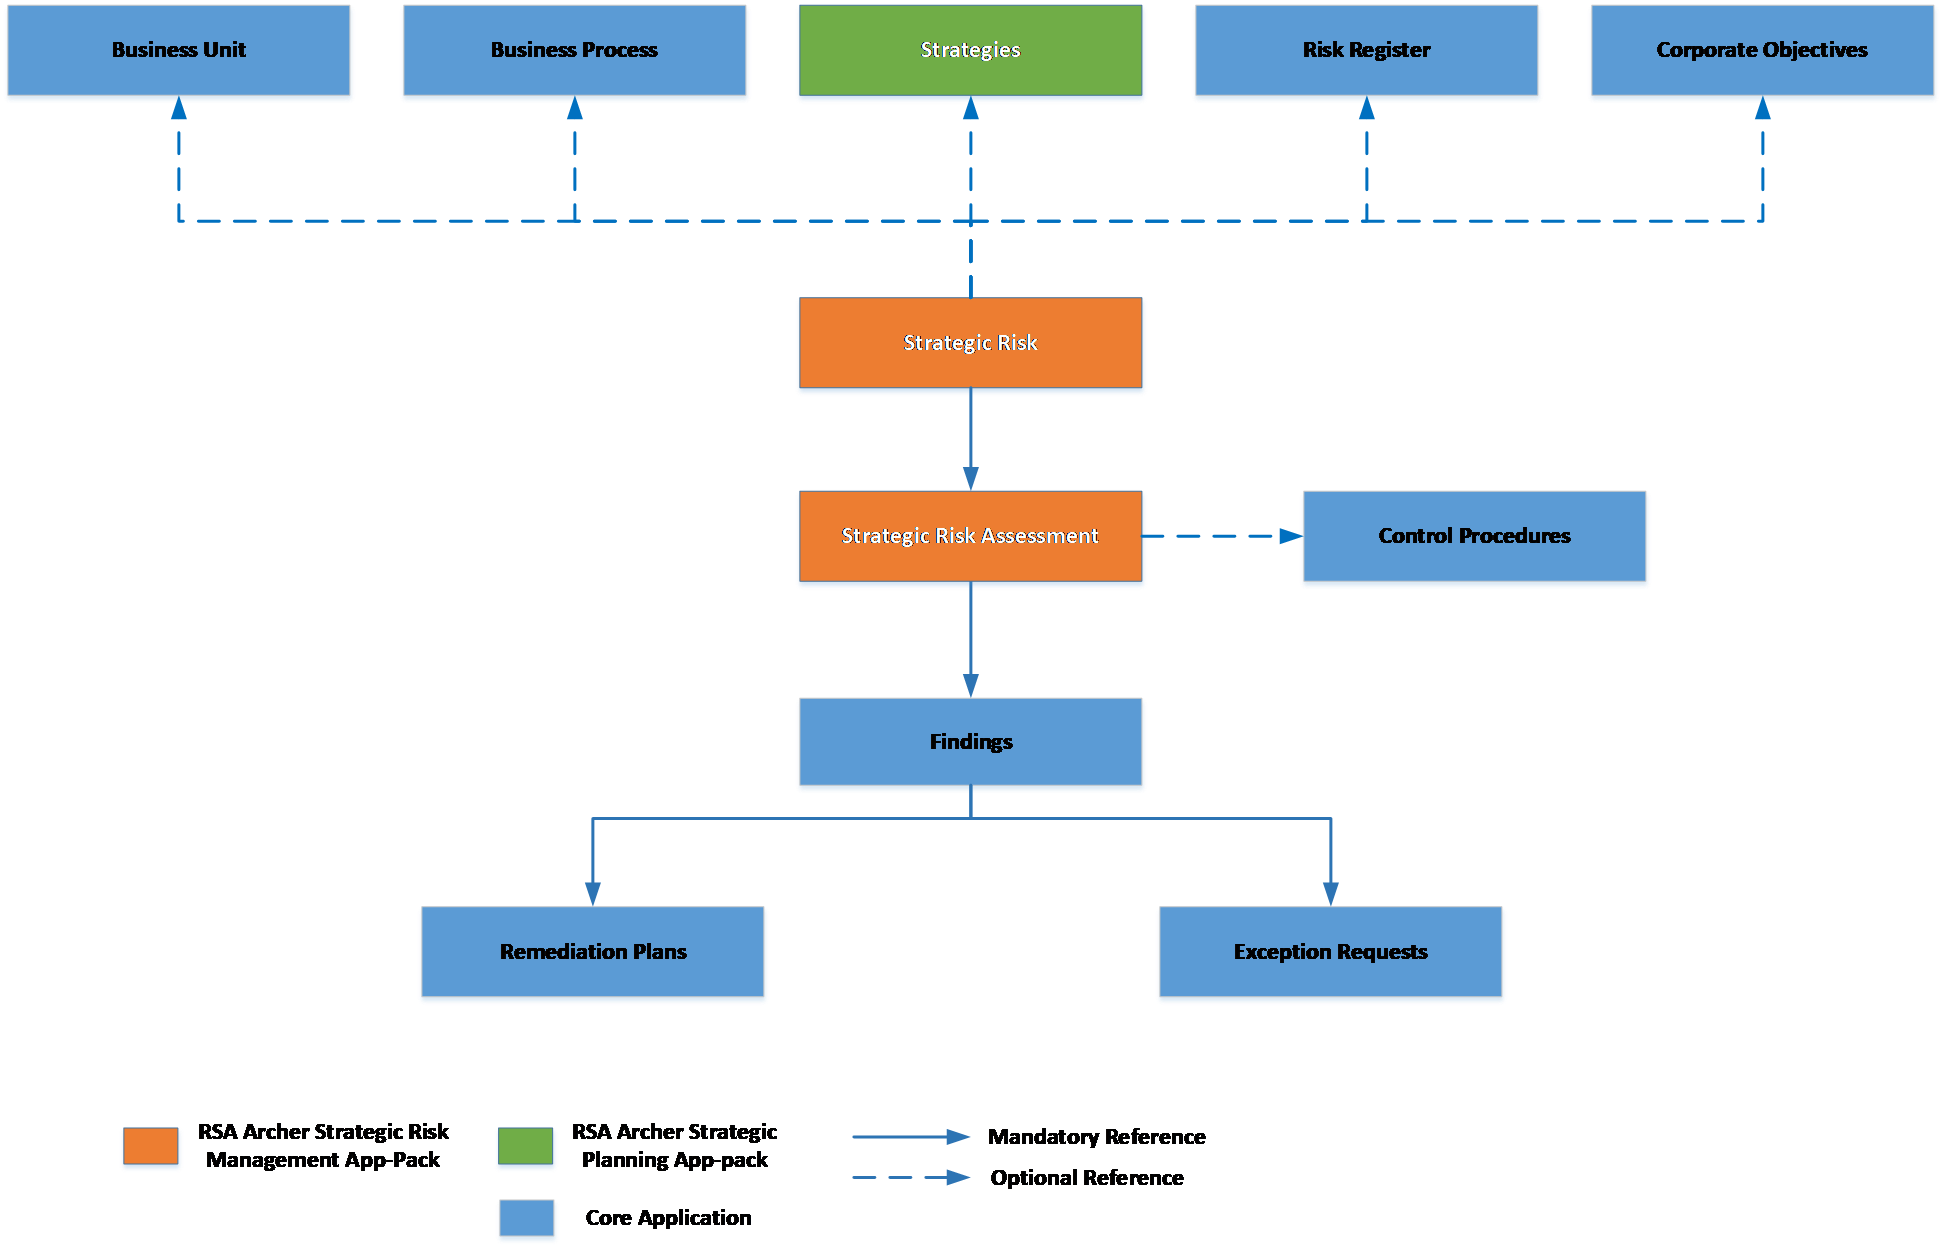 Business Unit
Business Process
Strategies
Risk Register
Corporate Objectives
Strategic Risk
Strategic Risk Assessment
Control Procedures
Findings
Remediation Plans
Exception Requests
RSA Archer Strategic Risk
Management App-Pack
RSA Archer Strategic
Planning App-pack
Mandatory Reference
Optional Reference
Core Application